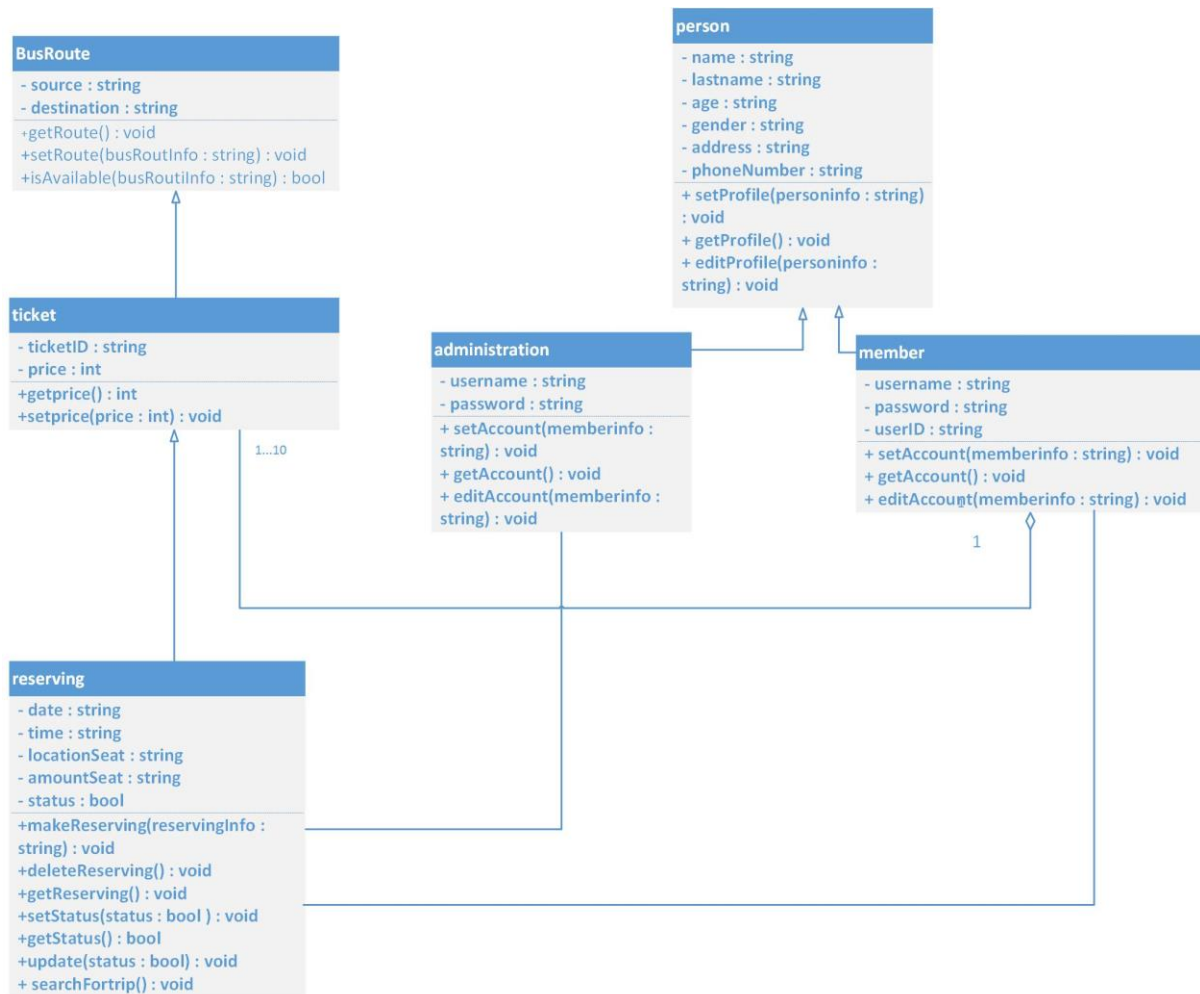 BusRoute
- source : string
- destination : string
+getRoute() : void
+setRoute(busRoutInfo : string) : void
+isAvailable(busRoutiInfo : string) : bool
person
- name : string
- lastname : string
- age : string
- gender : string
- address : string
- phoneNumber : string
+ setProfile(personinfo : string)
: void
+ getProfile() : void
+ editProfile(personinfo :
string) : void
ticket
- ticketID : string
- price : int
+getprice() : int
+setprice(price : int) : void
1...10
administration
- username : string
- password : string
+ setAccount(memberinfo :
string) : void
+ getAccount() : void
+ editAccount(memberinfo :
string) : void
member
- username : string
- password : string
- userID : string
+ setAccount(memberinfo : string) : void
+ getAccount() : void
+ editAccount(memberinfo : string) : void
1
reserving
- date : string
- time : string
- locationSeat : string
- amountSeat : string
- status : bool
+makeReserving(reservingInfo :
string) : void
+deleteReserving() : void
+getReserving() : void
+setStatus(status : bool ) : void
+getStatus() : bool
+update(status : bool) : void
+ searchFortrip() : void